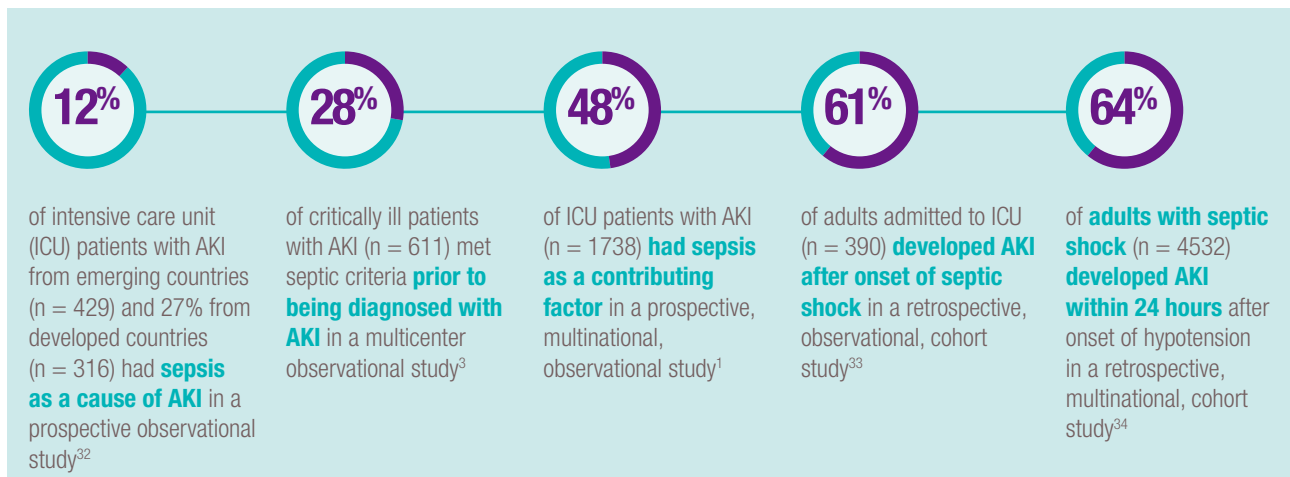 12%
of intensive care unit
(ICU) patients with AKI
from emerging countries
(n = 429) and 27% from
developed countries
(n = 316) had sepsis
as a cause of AKI in a
prospective observational
study32
28%
of critically ill patients
with AKI (n = 611) met
septic criteria prior to
being diagnosed with
AKI in a multicenter
observational study3
48%
of ICU patients with AKI
(n = 1738) had sepsis
as a contributing
factor in a prospective,
multinational,
observational study1
61%
of adults admitted to ICU
(n = 390) developed AKI
after onset of septic
shock in a retrospective,
observational, cohort
study33
64%
of adults with septic
shock (n = 4532)
developed AKI
within 24 hours after
onset of hypotension
in a retrospective,
multinational, cohort
study34